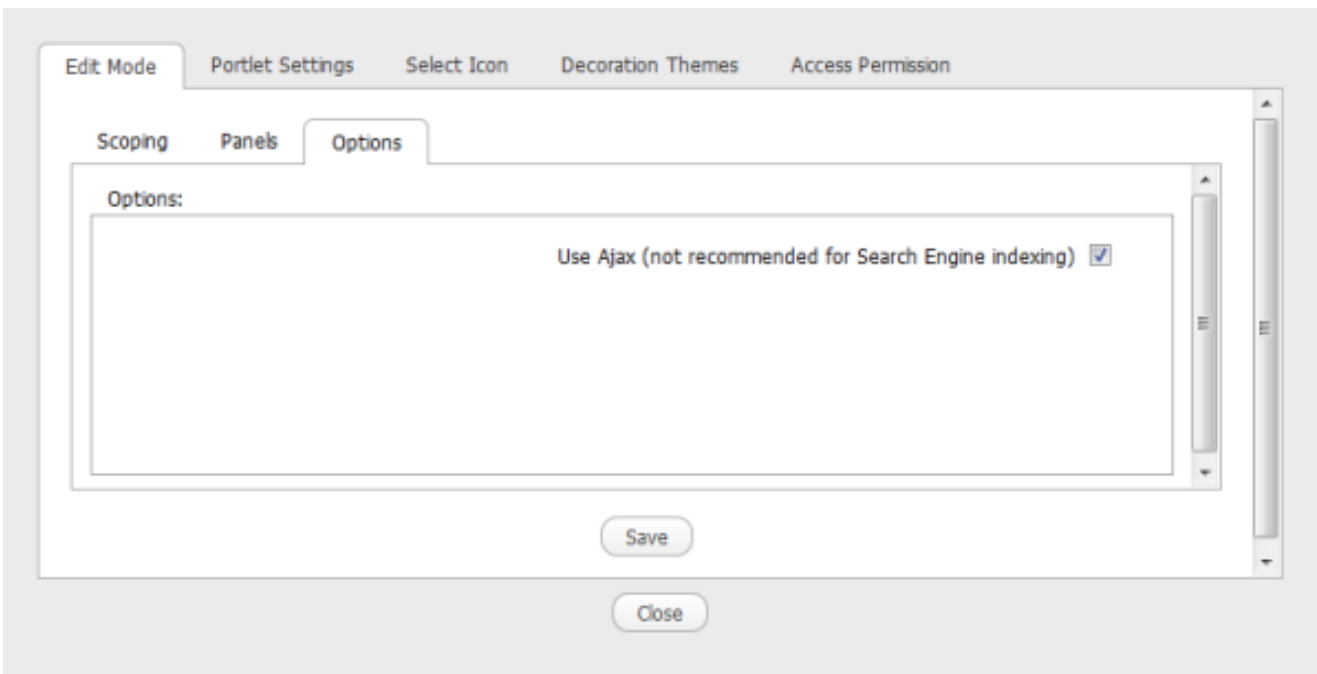 Edit Mode Portlet Settings Select Icon Decoration Themes Access Permission
Scoping Panels Options
Options:
Use Ajax (not recommended for Search Engine indexing)
Save
Close